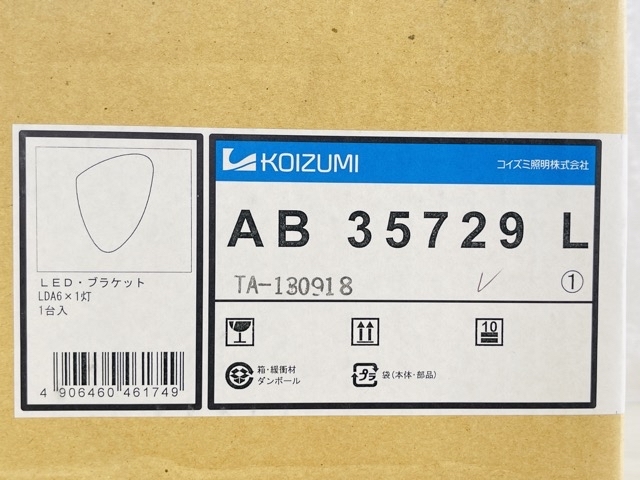 LED・ブラケット
LDA6×1灯
1台入
4 906460 461749
KOIZUMI
コイズミ照明株式会社
AB 35729 L
TA-130918
①
10
箱・緩衝材
ダンボール
プラ
袋(本体・部品)